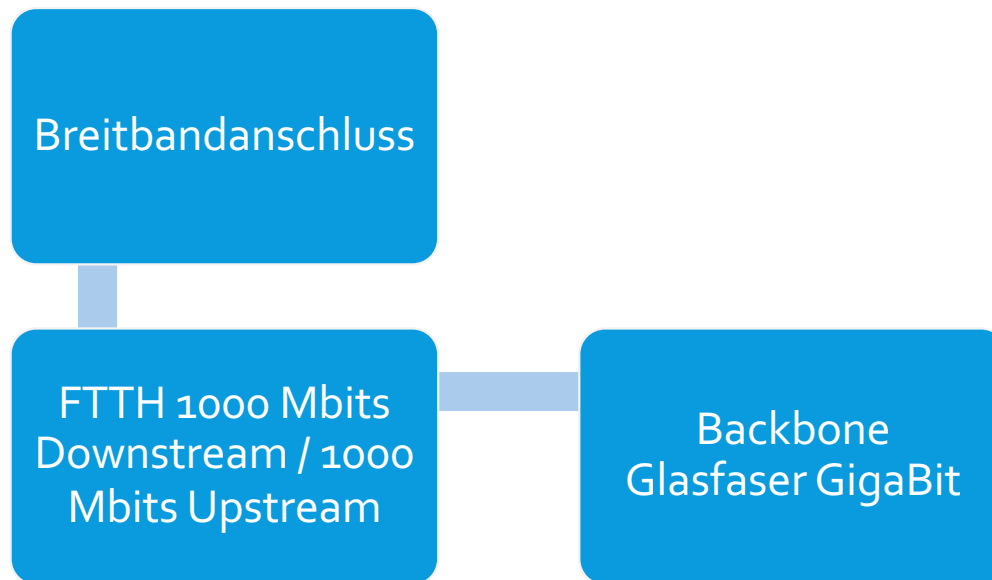 Breitbandanschluss
FTTH 1000 Mbits
Downstream / 1000
Mbits Upstream
Backbone
Glasfaser GigaBit